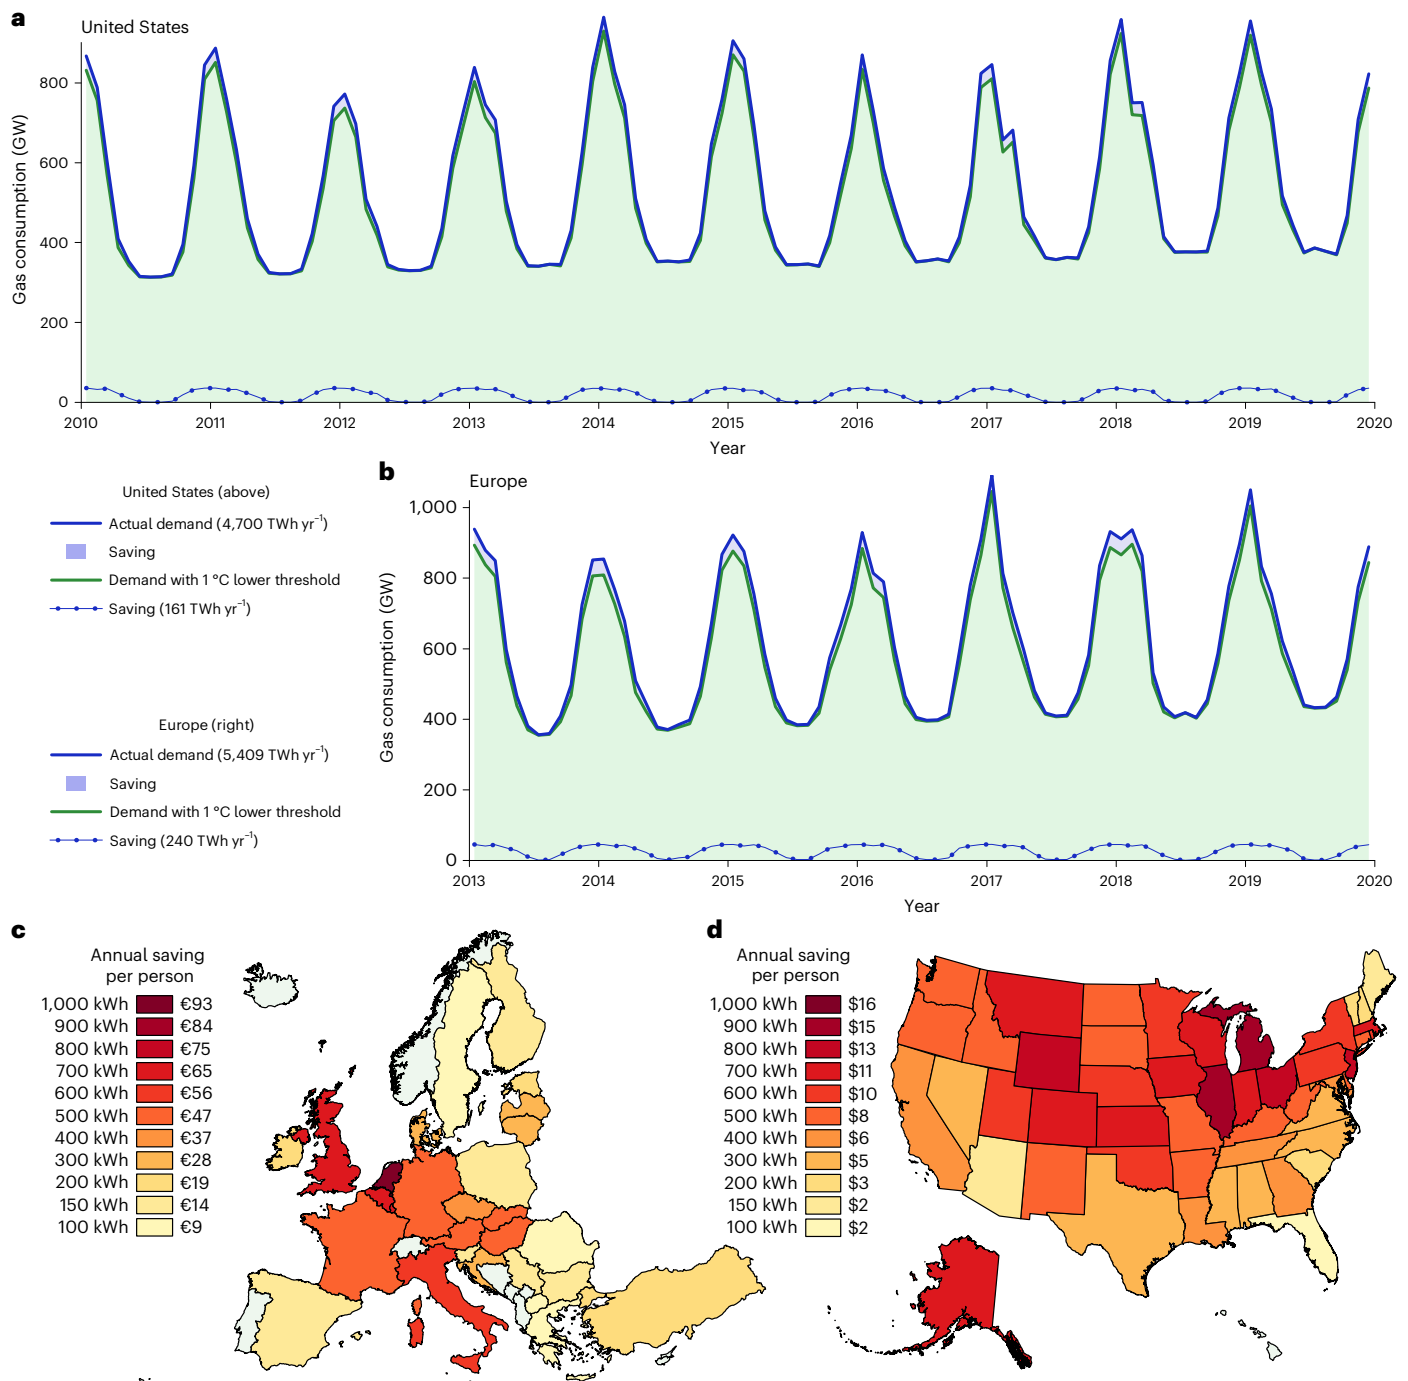 a
United States
Gas consumption (GW)
800
600
400
200
0
2010 2011 2012 2013 2014 2015 2016 2017 2018 2019 2020
Year
United States (above)
Actual demand (4,700 TWh yr⁻¹)
Saving
Demand with 1 °C lower threshold
Saving (161 TWh yr⁻¹)
Europe (right)
Actual demand (5,409 TWh yr⁻¹)
Saving
Demand with 1 °C lower threshold
Saving (240 TWh yr⁻¹)
b
Europe
Gas consumption (GW)
1,000
800
600
400
200
0
2013 2014 2015 2016 2017 2018 2019 2020
Year
c
Annual saving
per person
1,000 kWh €93
900 kWh €84
800 kWh €75
700 kWh €65
600 kWh €56
500 kWh €47
400 kWh €37
300 kWh €28
200 kWh €19
150 kWh €14
100 kWh €9
d
Annual saving
per person
1,000 kWh $16
900 kWh $15
800 kWh $13
700 kWh $11
600 kWh $10
500 kWh $8
400 kWh $6
300 kWh $5
200 kWh $3
150 kWh $2
100 kWh $2